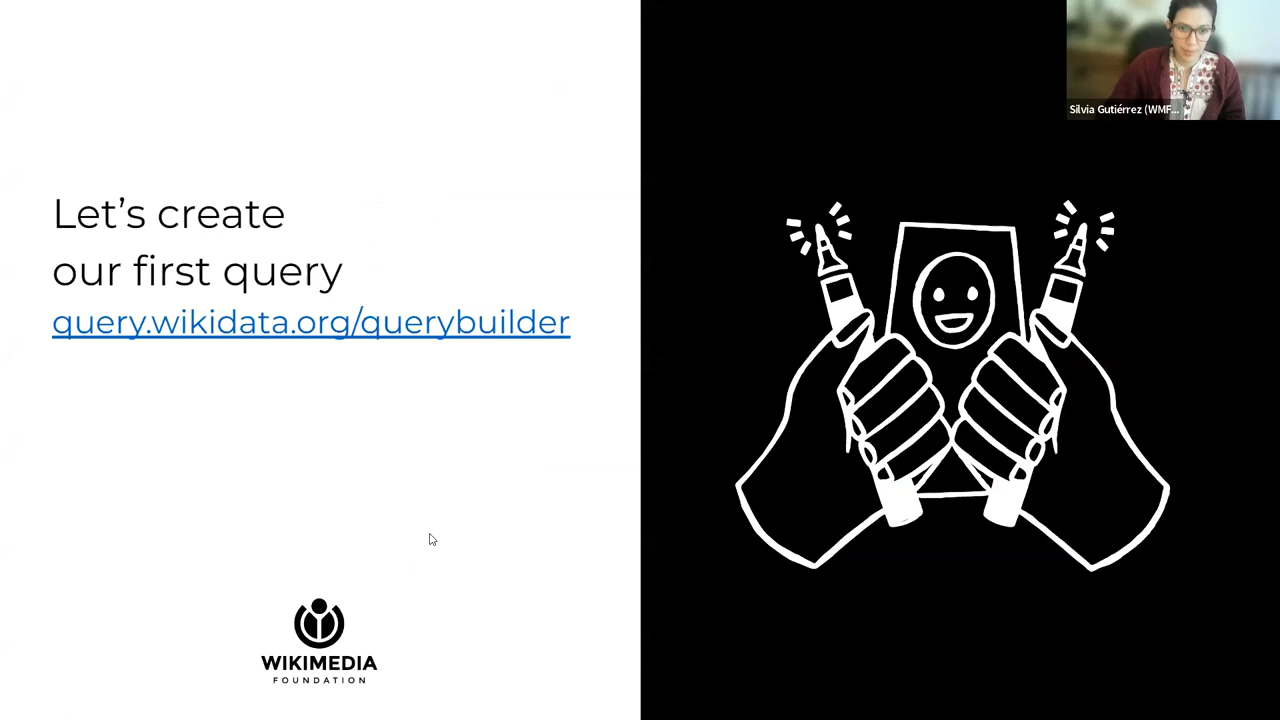 Let’s create
our first query
query.wikidata.org/querybuilder
WIKIMEDIA
FOUNDATION
Silvia Gutiérrez (WMF...